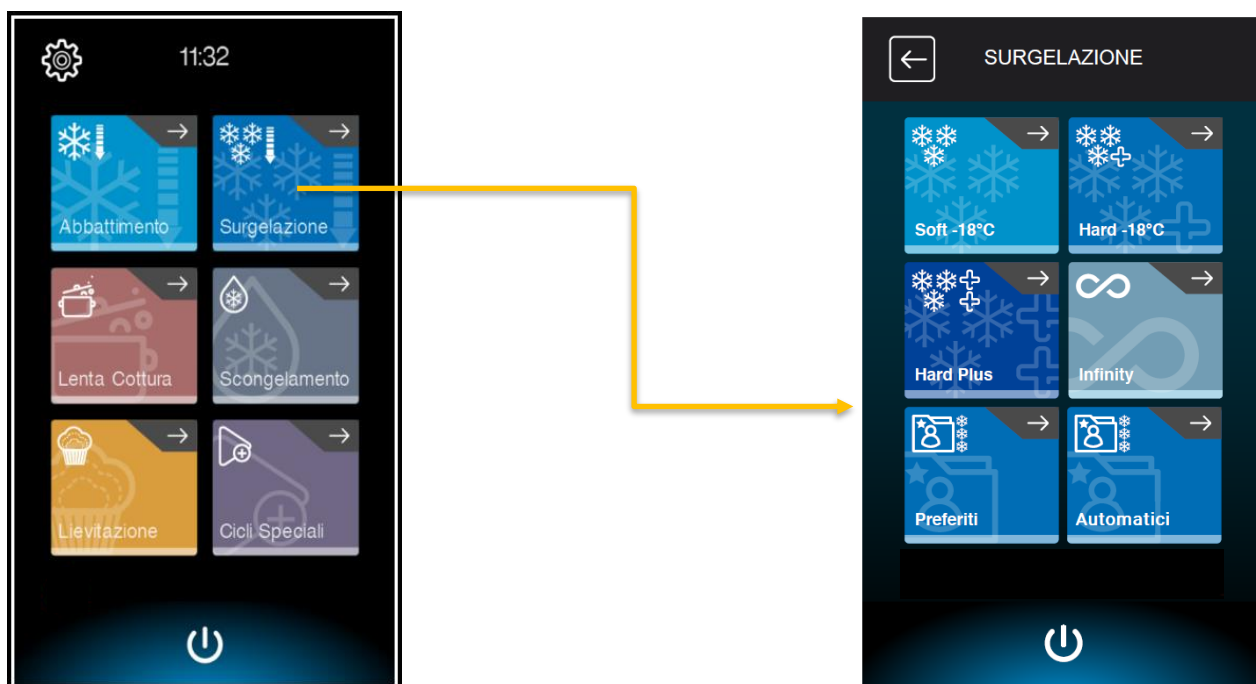 11:32
Abbattimento
Surgelazione
Lenta Cottura
Scongelamento
Lievitazione
Cicli Speciali
SURGELAZIONE
Soft -18°C
Hard -18°C
Hard Plus
Infinity
Preferiti
Automatici